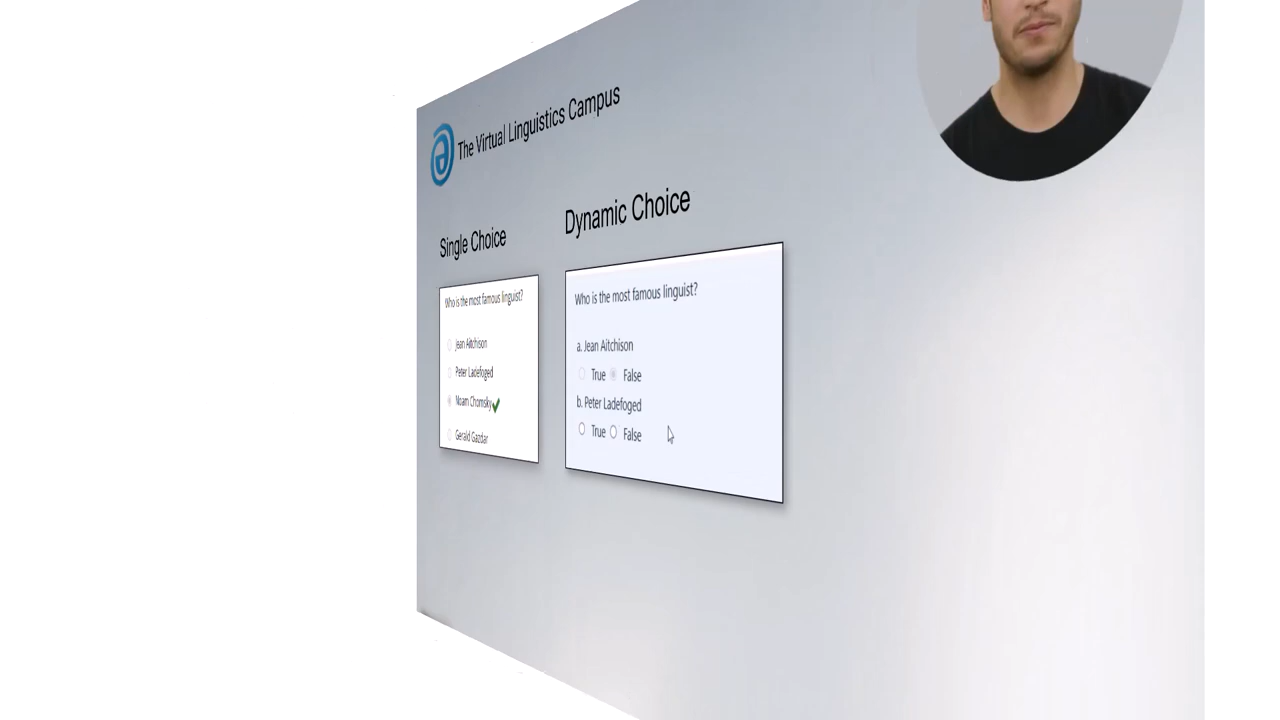 The Virtual Linguistics Campus
Single Choice
Who is the most famous linguist?
Jean Aitchison
Peter Ladefoged
Noam Chomsky
Gerald Gazdar
Dynamic Choice
Who is the most famous linguist?
a. Jean Aitchison
True False
b. Peter Ladefoged
True False